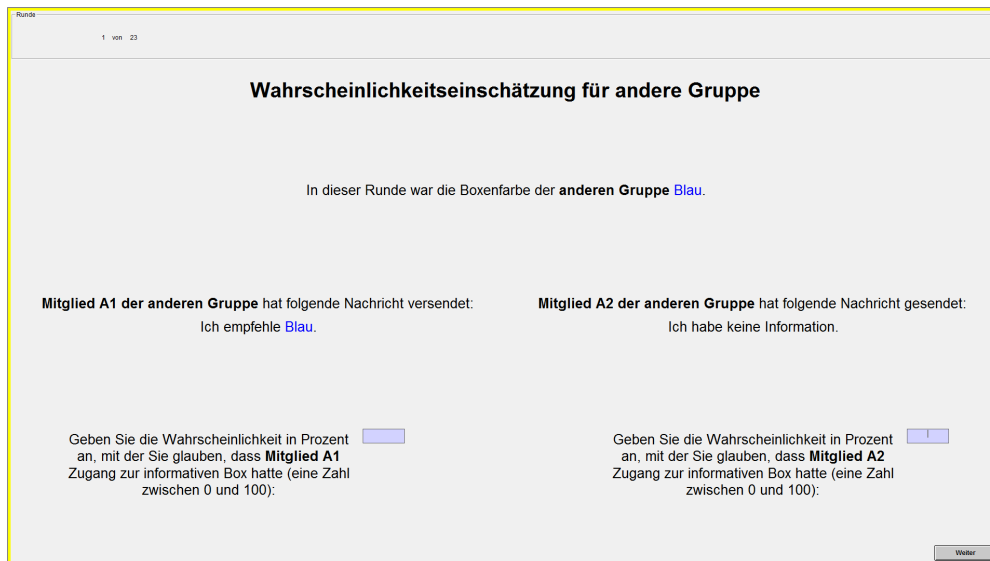 Runde
1 von 23
Wahrscheinlichkeitseinschätzung für andere Gruppe
In dieser Runde war die Boxenfarbe der anderen Gruppe Blau.
Mitglied A1 der anderen Gruppe hat folgende Nachricht versendet:
Ich empfehle Blau.
Mitglied A2 der anderen Gruppe hat folgende Nachricht gesendet:
Ich habe keine Information.
Geben Sie die Wahrscheinlichkeit in Prozent
an, mit der Sie glauben, dass Mitglied A1
Zugang zur informativen Box hatte (eine Zahl
zwischen 0 und 100):
Geben Sie die Wahrscheinlichkeit in Prozent
an, mit der Sie glauben, dass Mitglied A2
Zugang zur informativen Box hatte (eine Zahl
zwischen 0 und 100):
Weiter